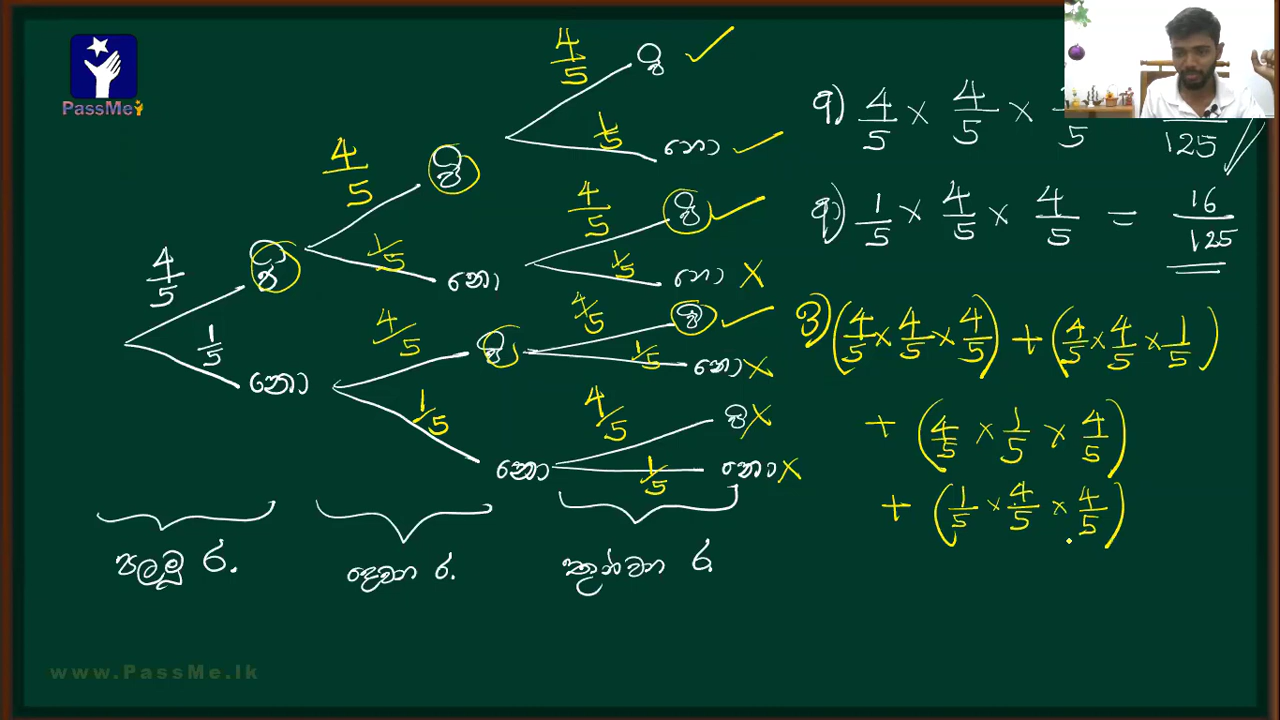 PassMe
4/5 පි ✓
1/5 නො ✓
4/5 පි
4/5 පි ✓
1/5 නො
1/5 නො X
4/5 පි
4/5 පි ✓
4/5 පි
1/5 නො X
1/5 නො
4/5 පි X
1/5 නො
1/5 නො X
පලමු ර. දෙවන ර. තුන්වන ර.
අ) 4/5 × 4/5 × 5 125
ආ) 1/5 × 4/5 × 4/5 = 16/125
ඉ) (4/5 × 4/5 × 4/5) + (4/5 × 4/5 × 1/5)
+ (4/5 × 1/5 × 4/5)
+ (1/5 × 4/5 × 4/5)
www.PassMe.lk